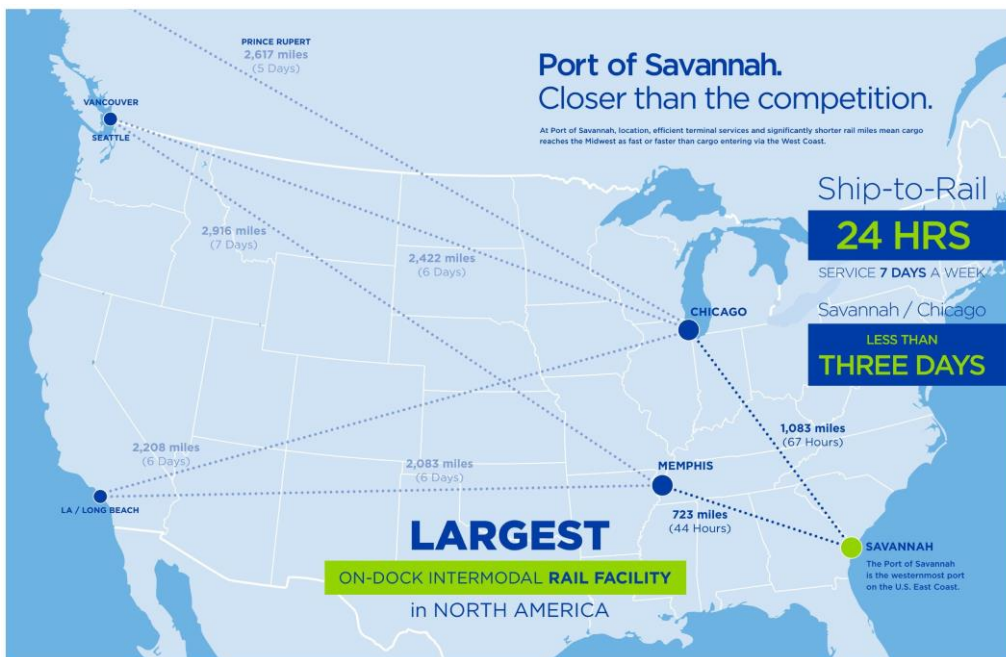 PRINCE RUPERT
2,617 miles
(5 Days)
Port of Savannah.
Closer than the competition.
At Port of Savannah, location, efficient terminal services and significantly shorter rail miles mean cargo
reaches the Midwest as fast or faster than cargo entering via the West Coast.
VANCOUVER
SEATTLE
Ship-to-Rail
24 HRS
SERVICE 7 DAYS A WEEK
Savannah / Chicago
LESS THAN
THREE DAYS
2,916 miles
(7 Days)
2,422 miles
(6 Days)
CHICAGO
1,083 miles
(67 Hours)
2,208 miles
(6 Days)
2,083 miles
(6 Days)
MEMPHIS
LA / LONG BEACH
723 miles
(44 Hours)
LARGEST
ON-DOCK INTERMODAL RAIL FACILITY
in NORTH AMERICA
SAVANNAH
The Port of Savannah
is the westernmost port
on the U.S. East Coast.